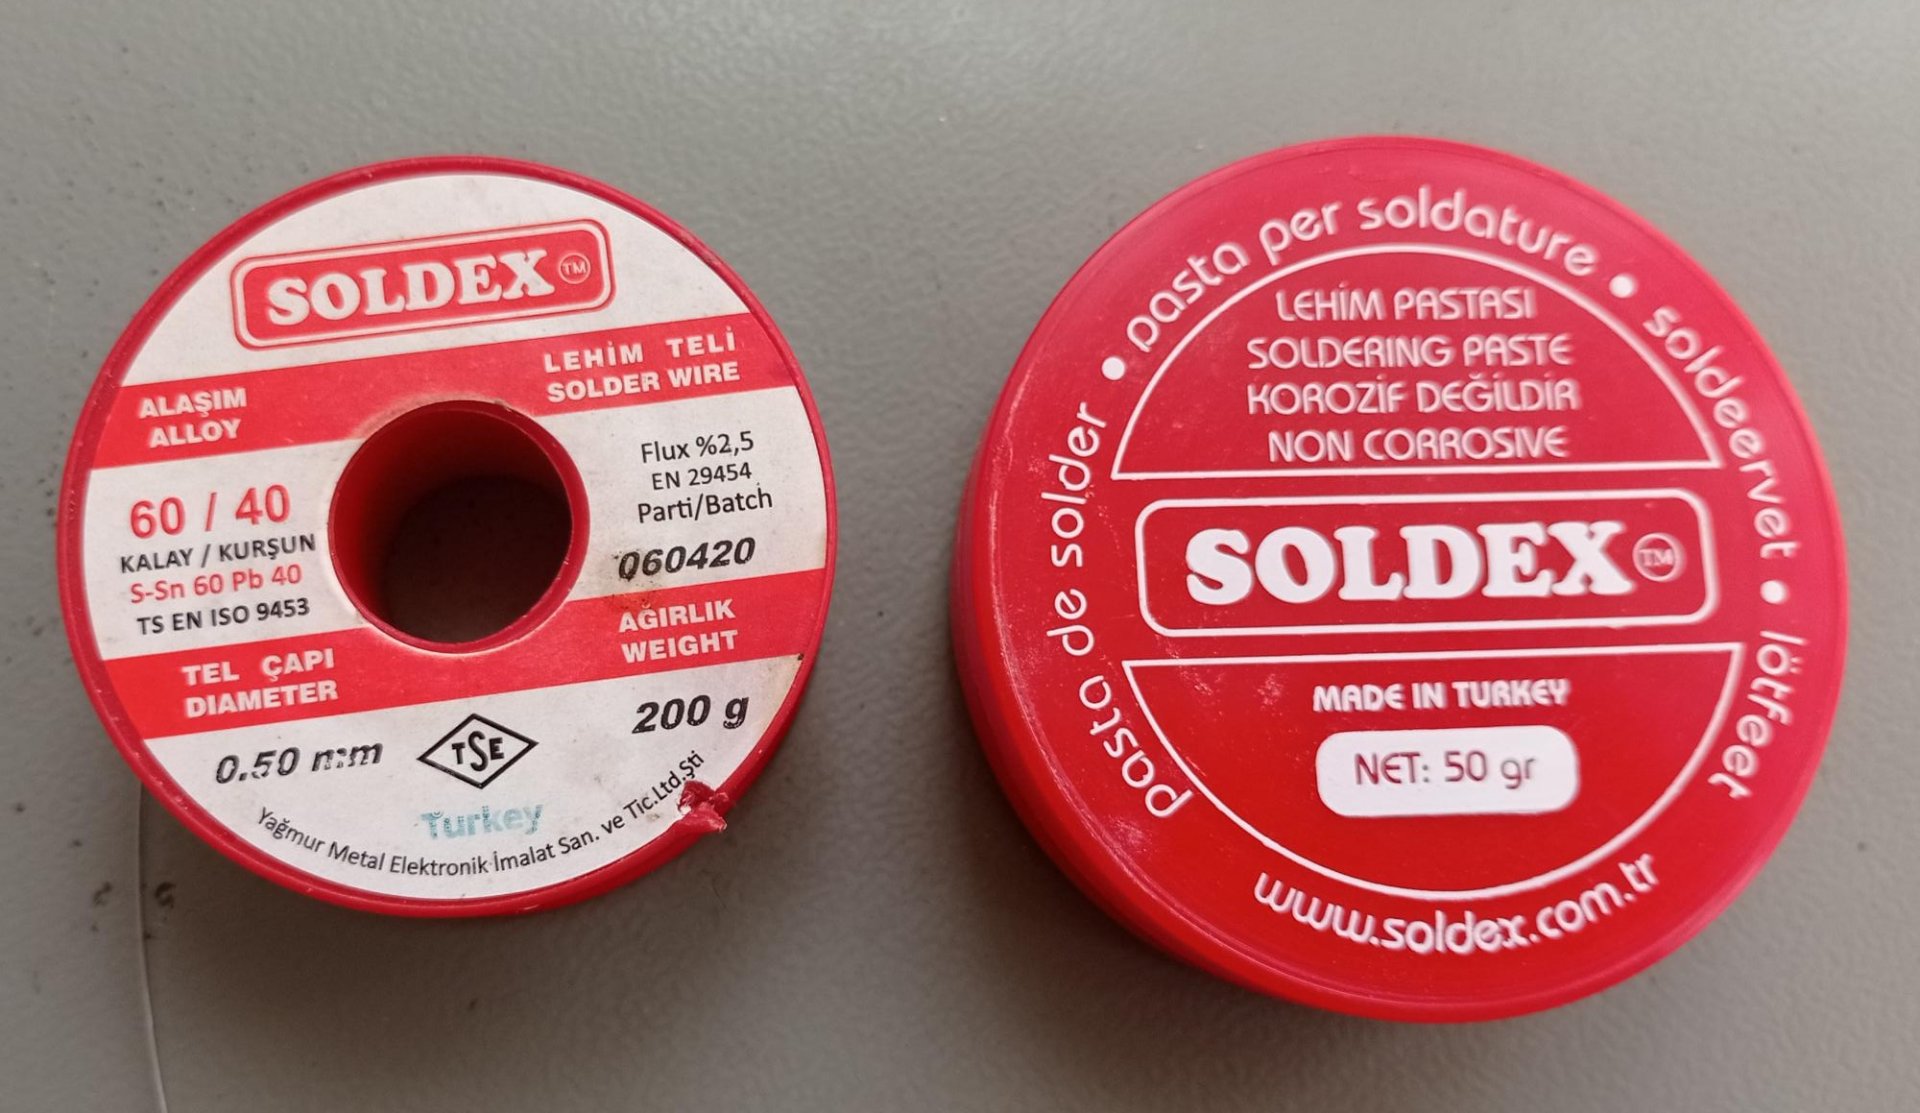 SOLDEX TM
ALAŞIM
ALLOY
LEHİM TELİ
SOLDER WIRE
60 / 40
KALAY / KURŞUN
S-Sn 60 Pb 40
TS EN ISO 9453
Flux %2,5
EN 29454
Parti/Batch
060420
TEL ÇAPI
DIAMETER
AĞIRLIK
WEIGHT
0.50 mm
TSE
200 g
Turkey
Yağmur Metal Elektronik İmalat San. ve Tic.Ltd.Şti
pasta de solder • pasta per soldature • soldeervet • lötfeet
LEHİM PASTASI
SOLDERING PASTE
KOROZİF DEĞİLDİR
NON CORROSIVE
SOLDEX TM
MADE IN TURKEY
NET: 50 gr
www.soldex.com.tr